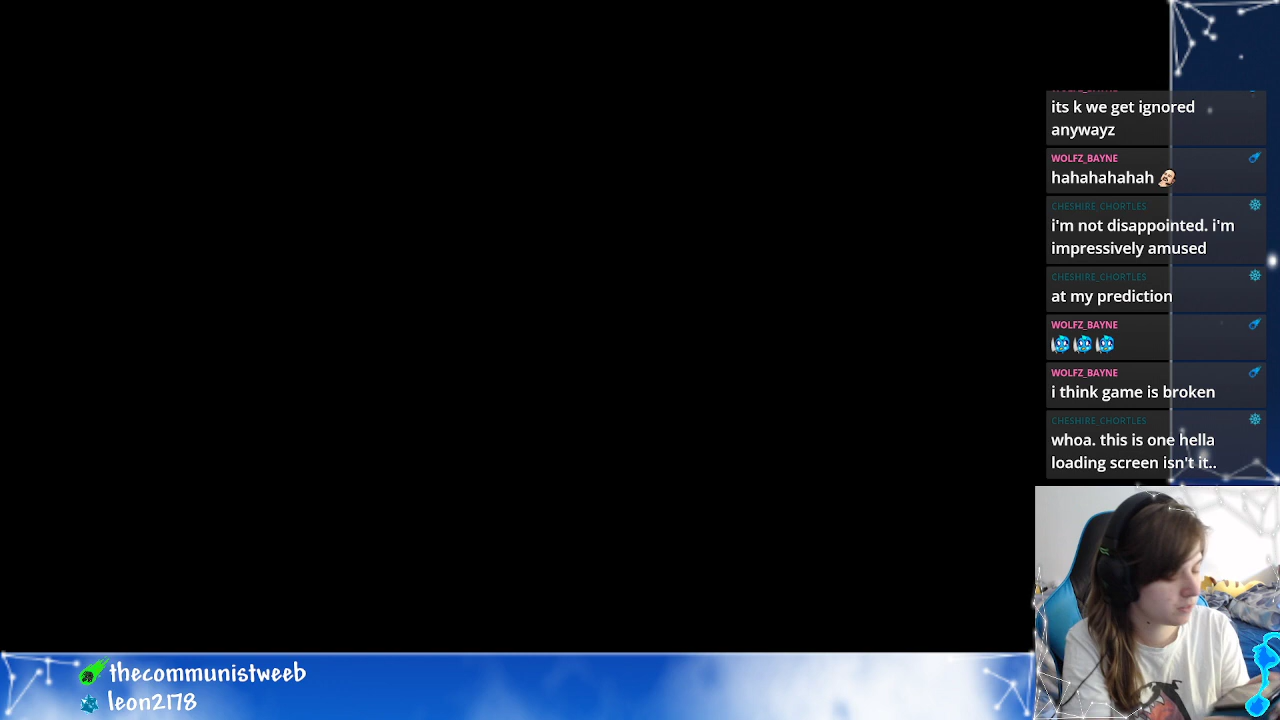 its k we get ignored
anywayz
WOLFZ_BAYNE
hahahahahah
CHESHIRE_CHORTLES
i'm not disappointed. i'm
impressively amused
CHESHIRE_CHORTLES
at my prediction
WOLFZ_BAYNE
WOLFZ_BAYNE
i think game is broken
CHESHIRE_CHORTLES
whoa. this is one hella
loading screen isn't it..
thecommunistweeb
leon2178